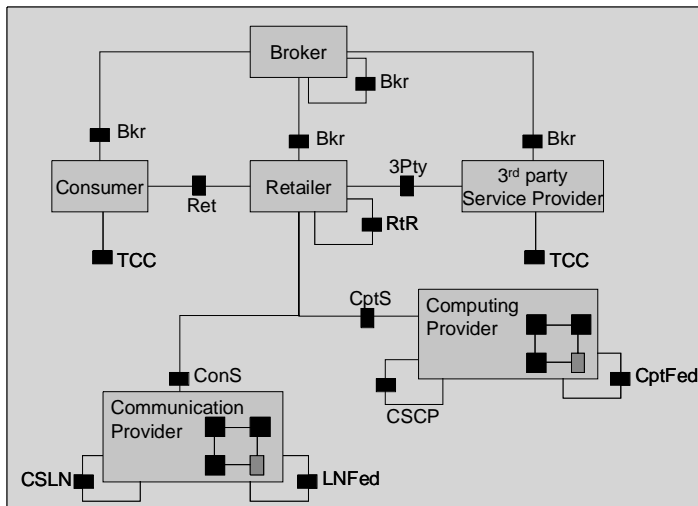 Broker
Bkr
Bkr
Bkr
Bkr
3Pty
Consumer
Ret
Retailer
3rd party
Service Provider
RtR
TCC
TCC
CptS
Computing
Provider
ConS
CptFed
CSCP
Communication
Provider
CSLN
LNFed